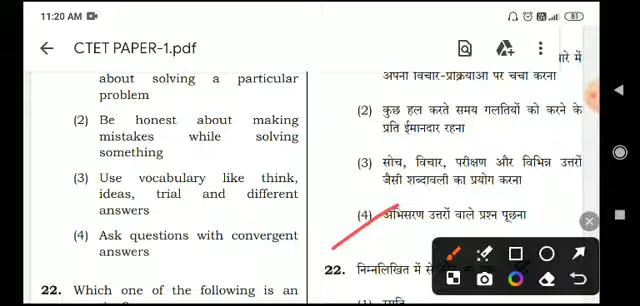 11:20 AM
81
CTET PAPER-1.pdf
about solving a particular
problem
(2) Be honest about making
mistakes while solving
something
(3) Use vocabulary like think,
ideas, trial and different
answers
(4) Ask questions with convergent
answers
22. Which one of the following is an
में
अपनी विचार-प्रक्रियाओं पर चर्चा करना
(2) कुछ हल करते समय गलतियों को करने के
प्रति ईमानदार रहना
(3) सोच, विचार, परीक्षण और विभिन्न उत्तरों
जैसी शब्दावली का प्रयोग करना
(4) अभिसरण उत्तरों वाले प्रश्न पूछना
22. निम्नलिखित में से